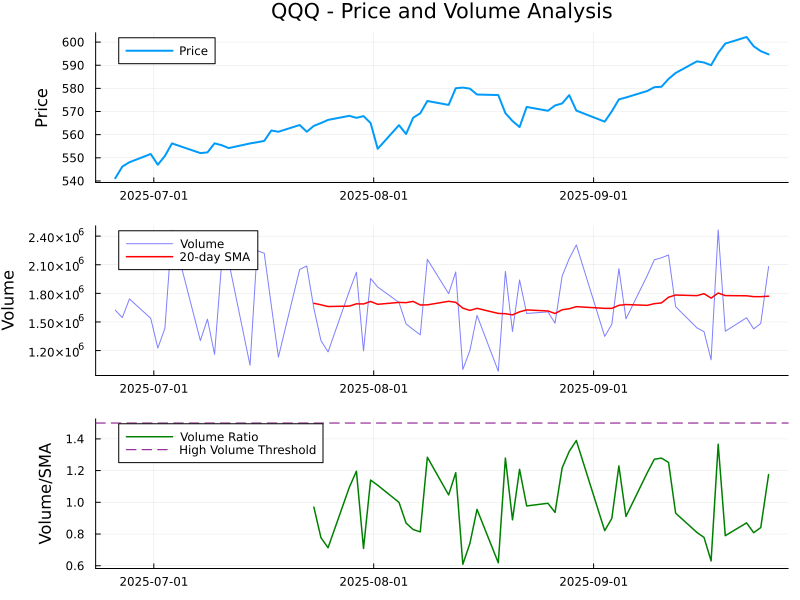 QQQ - Price and Volume Analysis
Price
Price
600
590
580
570
560
550
540
2025-07-01 2025-08-01 2025-09-01
Volume
Volume
20-day SMA
2.40×10⁶
2.10×10⁶
1.80×10⁶
1.50×10⁶
1.20×10⁶
2025-07-01 2025-08-01 2025-09-01
Volume/SMA
Volume Ratio
High Volume Threshold
1.4
1.2
1.0
0.8
0.6
2025-07-01 2025-08-01 2025-09-01